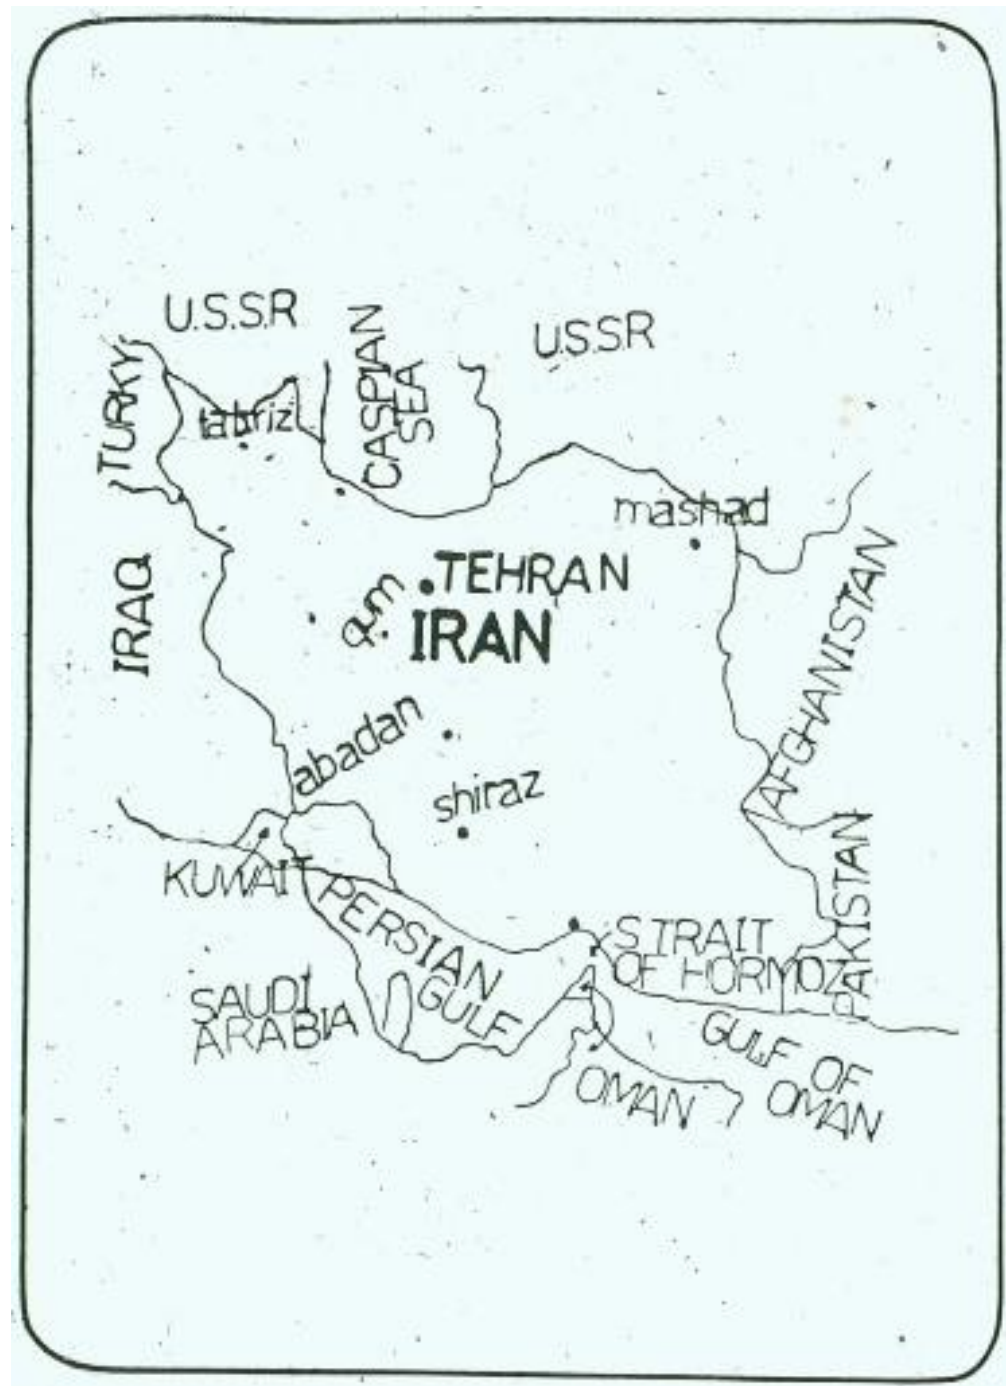 U.S.S.R
U.S.S.R
CASPIAN
SEA
TURKY
tabriz
mashad
IRAQ
TEHRAN
qum
IRAN
AFGHANISTAN
abadan
shiraz
KUWAIT
PERSIAN
GULF
STRAIT
OF HORMOZ
PAKISTAN
SAUDI
ARABIA
GULF OF
OMAN
OMAN